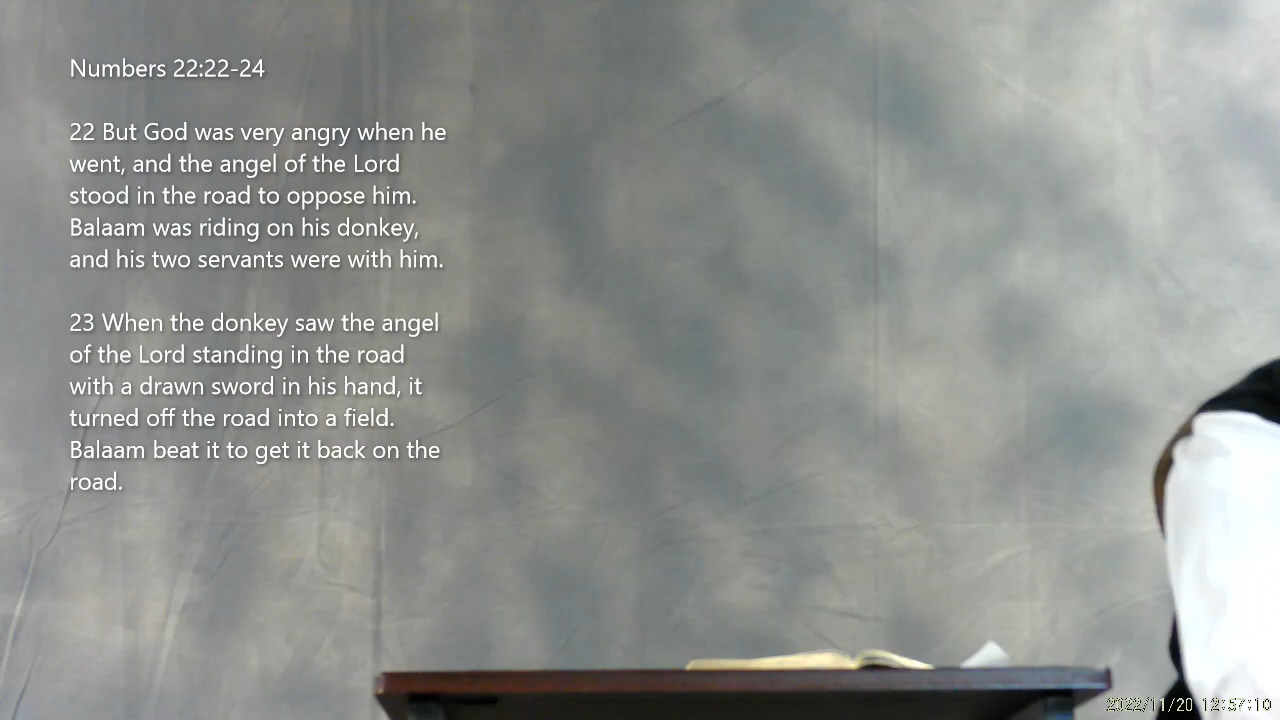 Numbers 22:22-24
22 But God was very angry when he
went, and the angel of the Lord
stood in the road to oppose him.
Balaam was riding on his donkey,
and his two servants were with him.
23 When the donkey saw the angel
of the Lord standing in the road
with a drawn sword in his hand, it
turned off the road into a field.
Balaam beat it to get it back on the
road.
2022/11/20 12:57:10